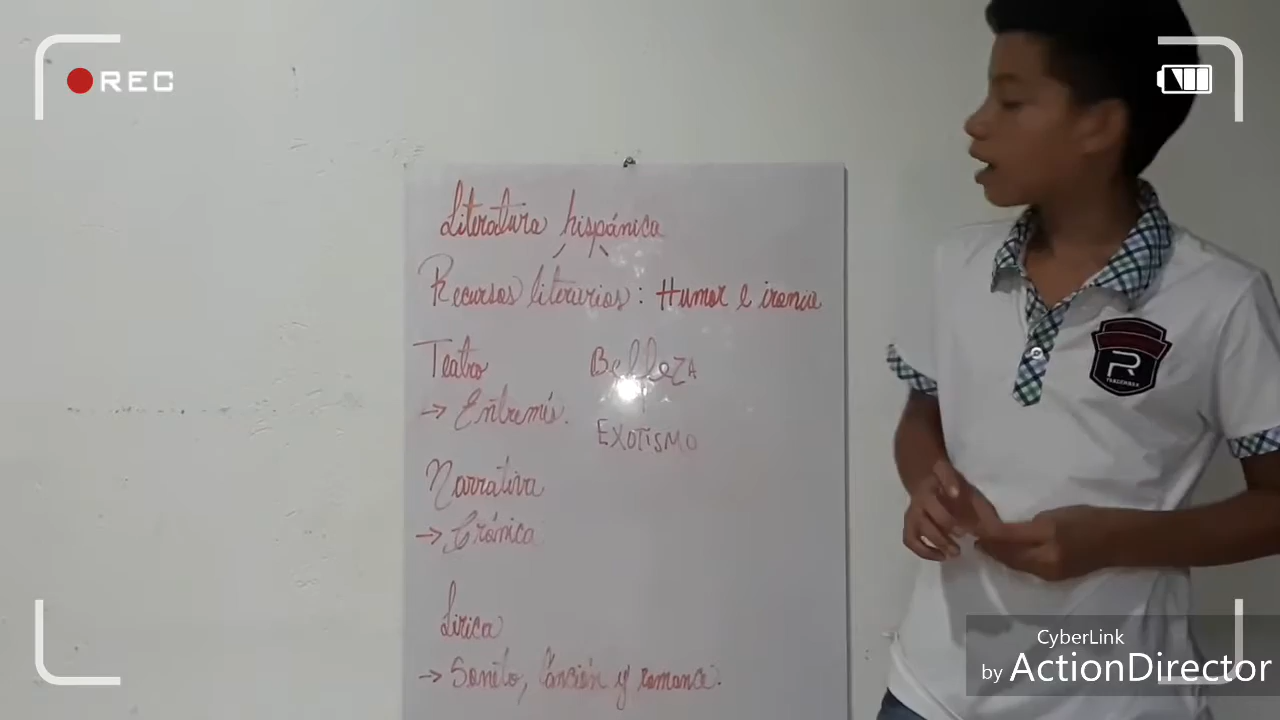 REC
Literatura hispánica
Recursos literarios: Humor e ironia
Teatro
Belleza
→ Entremés.
EXOTISMO
Narrativa
→ Crónica
Lírica
→ Soneto, canción y romance.
R
CyberLink
by ActionDirector